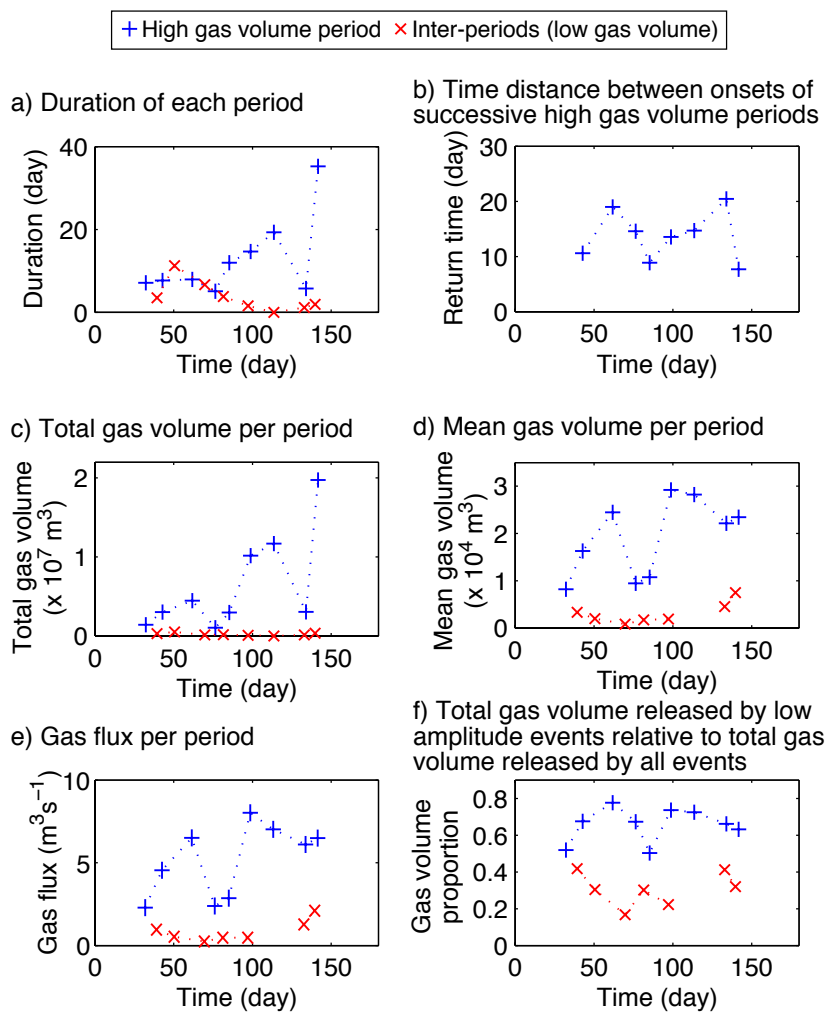 High gas volume period Inter-periods (low gas volume)
a) Duration of each period
40
20
0
Duration (day)
0 50 100 150
Time (day)
b) Time distance between onsets of
successive high gas volume periods
30
20
10
0
Return time (day)
0 50 100 150
Time (day)
c) Total gas volume per period
2
1
0
Total gas volume
(x 10⁷ m³)
0 50 100 150
Time (day)
d) Mean gas volume per period
3
2
1
0
Mean gas volume
(x 10⁴ m³)
0 50 100 150
Time (day)
e) Gas flux per period
10
5
0
Gas flux (m³s⁻¹)
0 50 100 150
Time (day)
f) Total gas volume released by low
amplitude events relative to total gas
volume released by all events
0.8
0.6
0.4
0.2
0
Gas volume
proportion
0 50 100 150
Time (day)